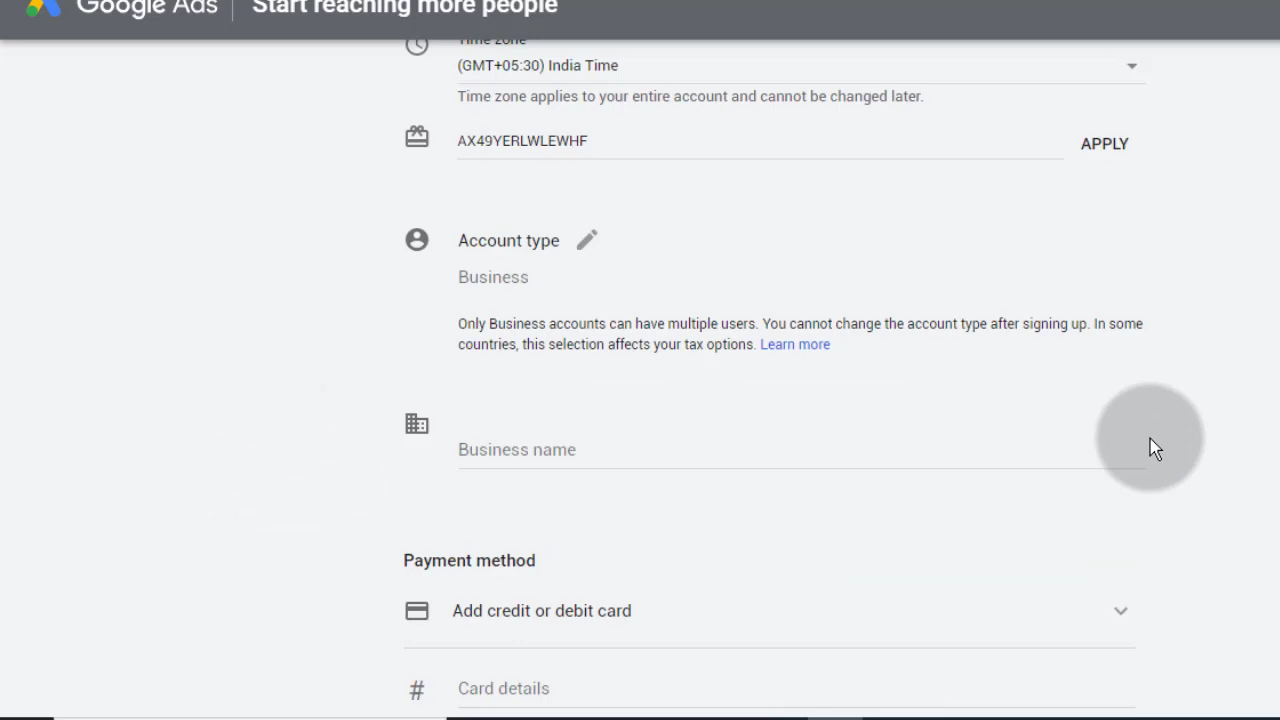 Google Ads
Start reaching more people
Time zone
(GMT+05:30) India Time
Time zone applies to your entire account and cannot be changed later.
AX49YERLWLEWHF
APPLY
Account type
Business
Only Business accounts can have multiple users. You cannot change the account type after signing up. In some
countries, this selection affects your tax options. Learn more
Business name
Payment method
Add credit or debit card
# Card details